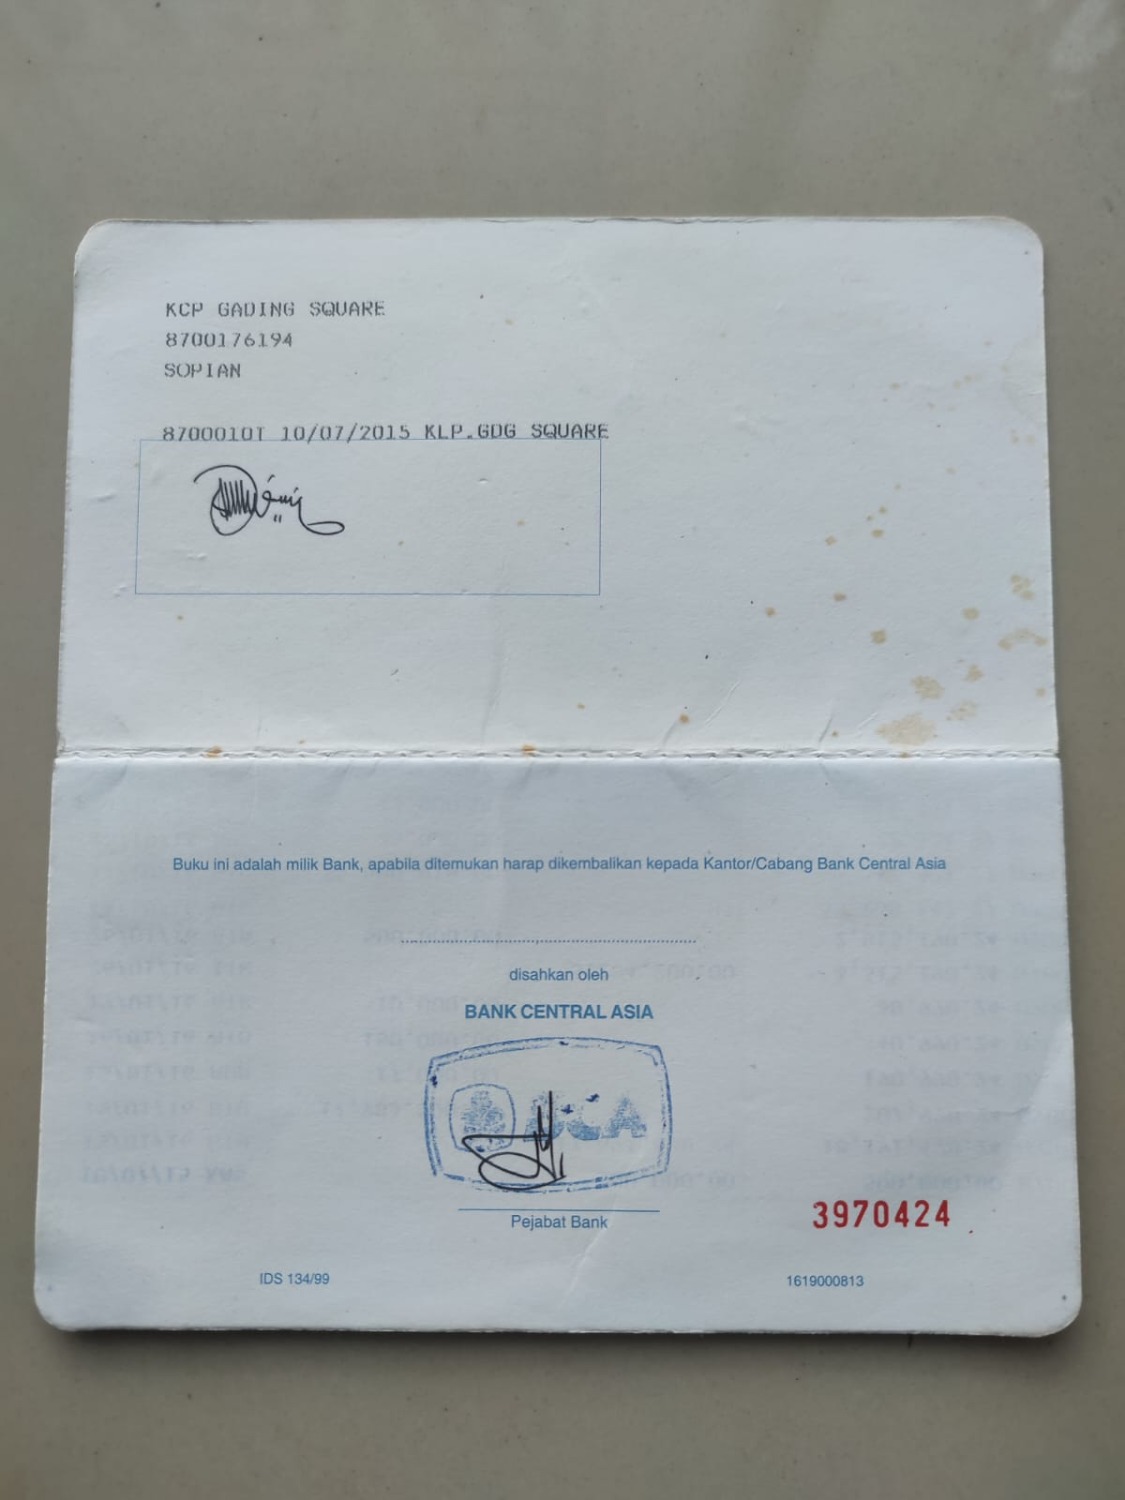 KCP GADING SQUARE
8700176194
SOPIAN
8700010T 10/07/2015 KLP.GDG SQUARE
Buku ini adalah milik Bank, apabila ditemukan harap dikembalikan kepada Kantor/Cabang Bank Central Asia
disahkan oleh
BANK CENTRAL ASIA
BCA
Pejabat Bank
3970424
IDS 134/99
1619000813